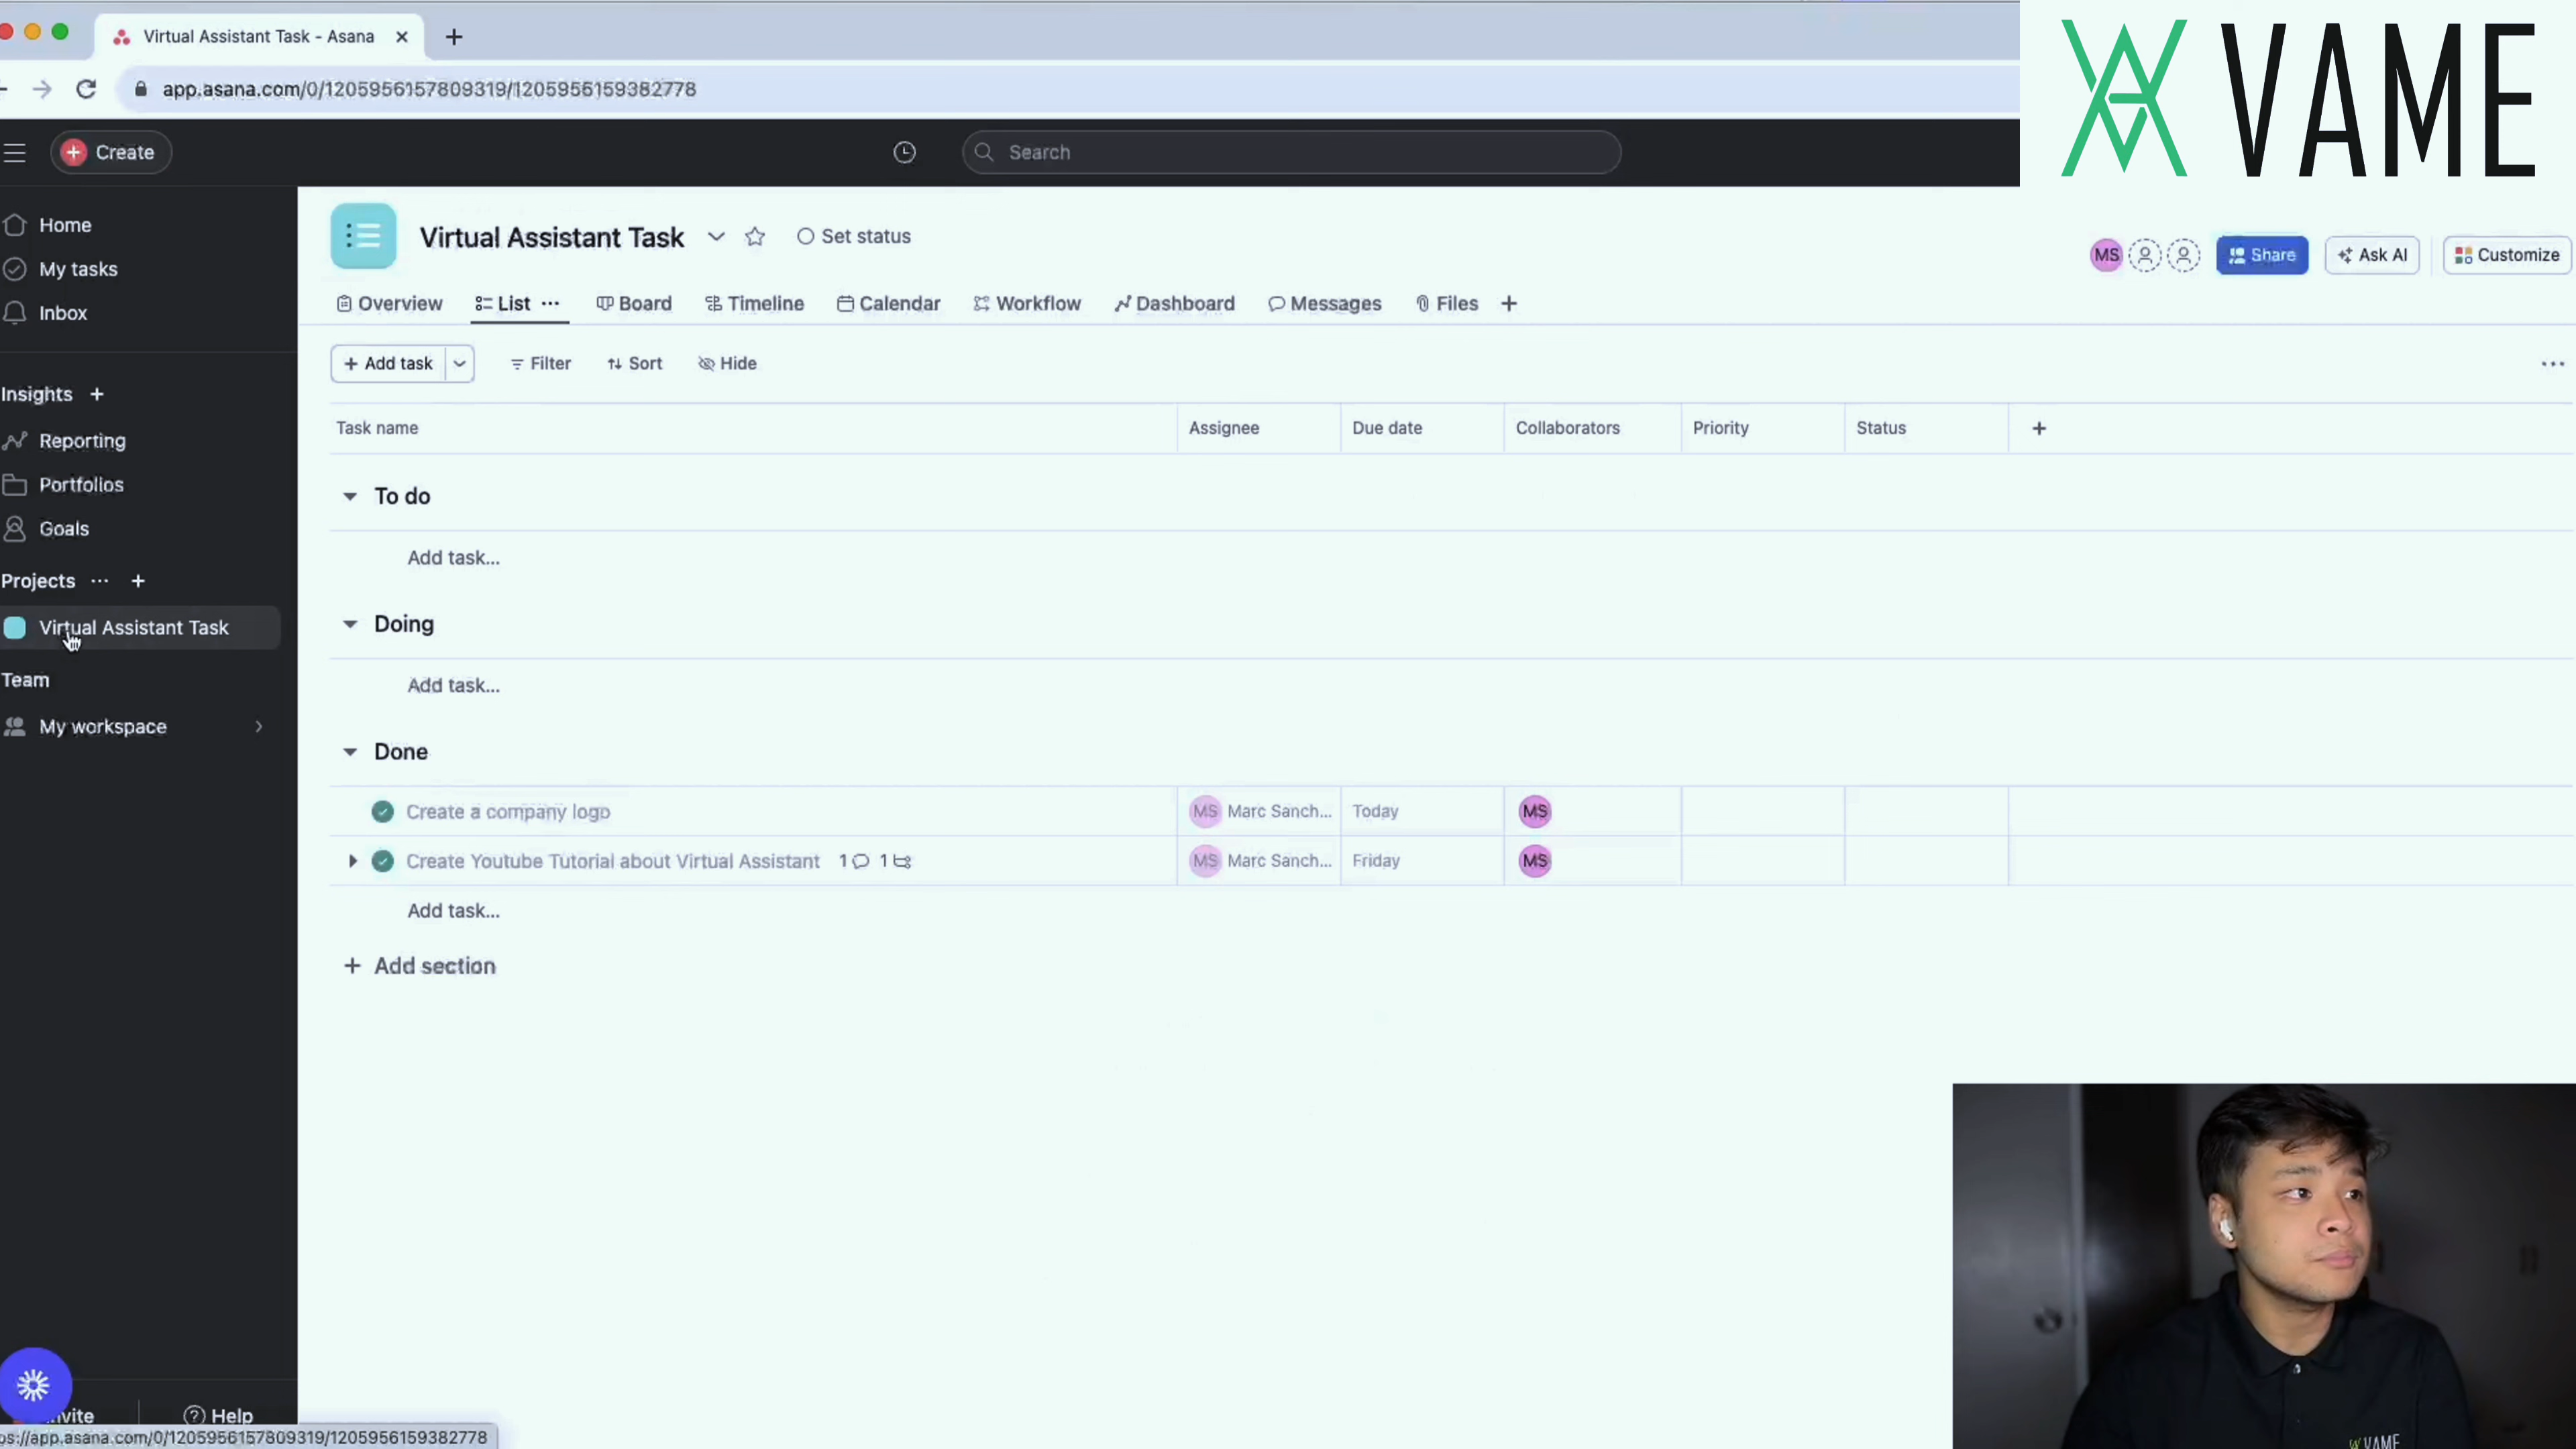 Virtual Assistant Task - Asana
app.asana.com/0/1205956157809319/1205956159382778
VAME
Create
Search
Home
My tasks
Inbox
Insights
Reporting
Portfolios
Goals
Projects
Virtual Assistant Task
Team
My workspace
Help
ps://app.asana.com/0/1205956157809319/1205956159382778
Virtual Assistant Task
Set status
MS
Share
Ask AI
Customize
Overview
List
Board
Timeline
Calendar
Workflow
Dashboard
Messages
Files
Add task
Filter
Sort
Hide
Task name
Assignee
Due date
Collaborators
Priority
Status
To do
Add task...
Doing
Add task...
Done
Create a company logo
MS Marc Sanch...
Today
MS
Create Youtube Tutorial about Virtual Assistant 1 1
MS Marc Sanch...
Friday
MS
Add task...
Add section
VAME